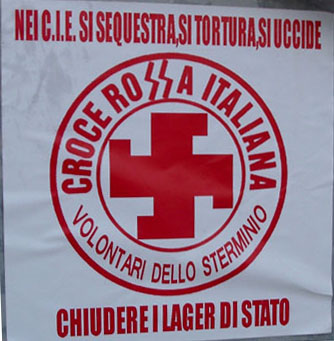 NEI C.I.E. SI SEQUESTRA, SI TORTURA, SI UCCIDE
CROCE ROSSA ITALIANA
VOLONTARI DELLO STERMINIO
CHIUDERE I LAGER DI STATO